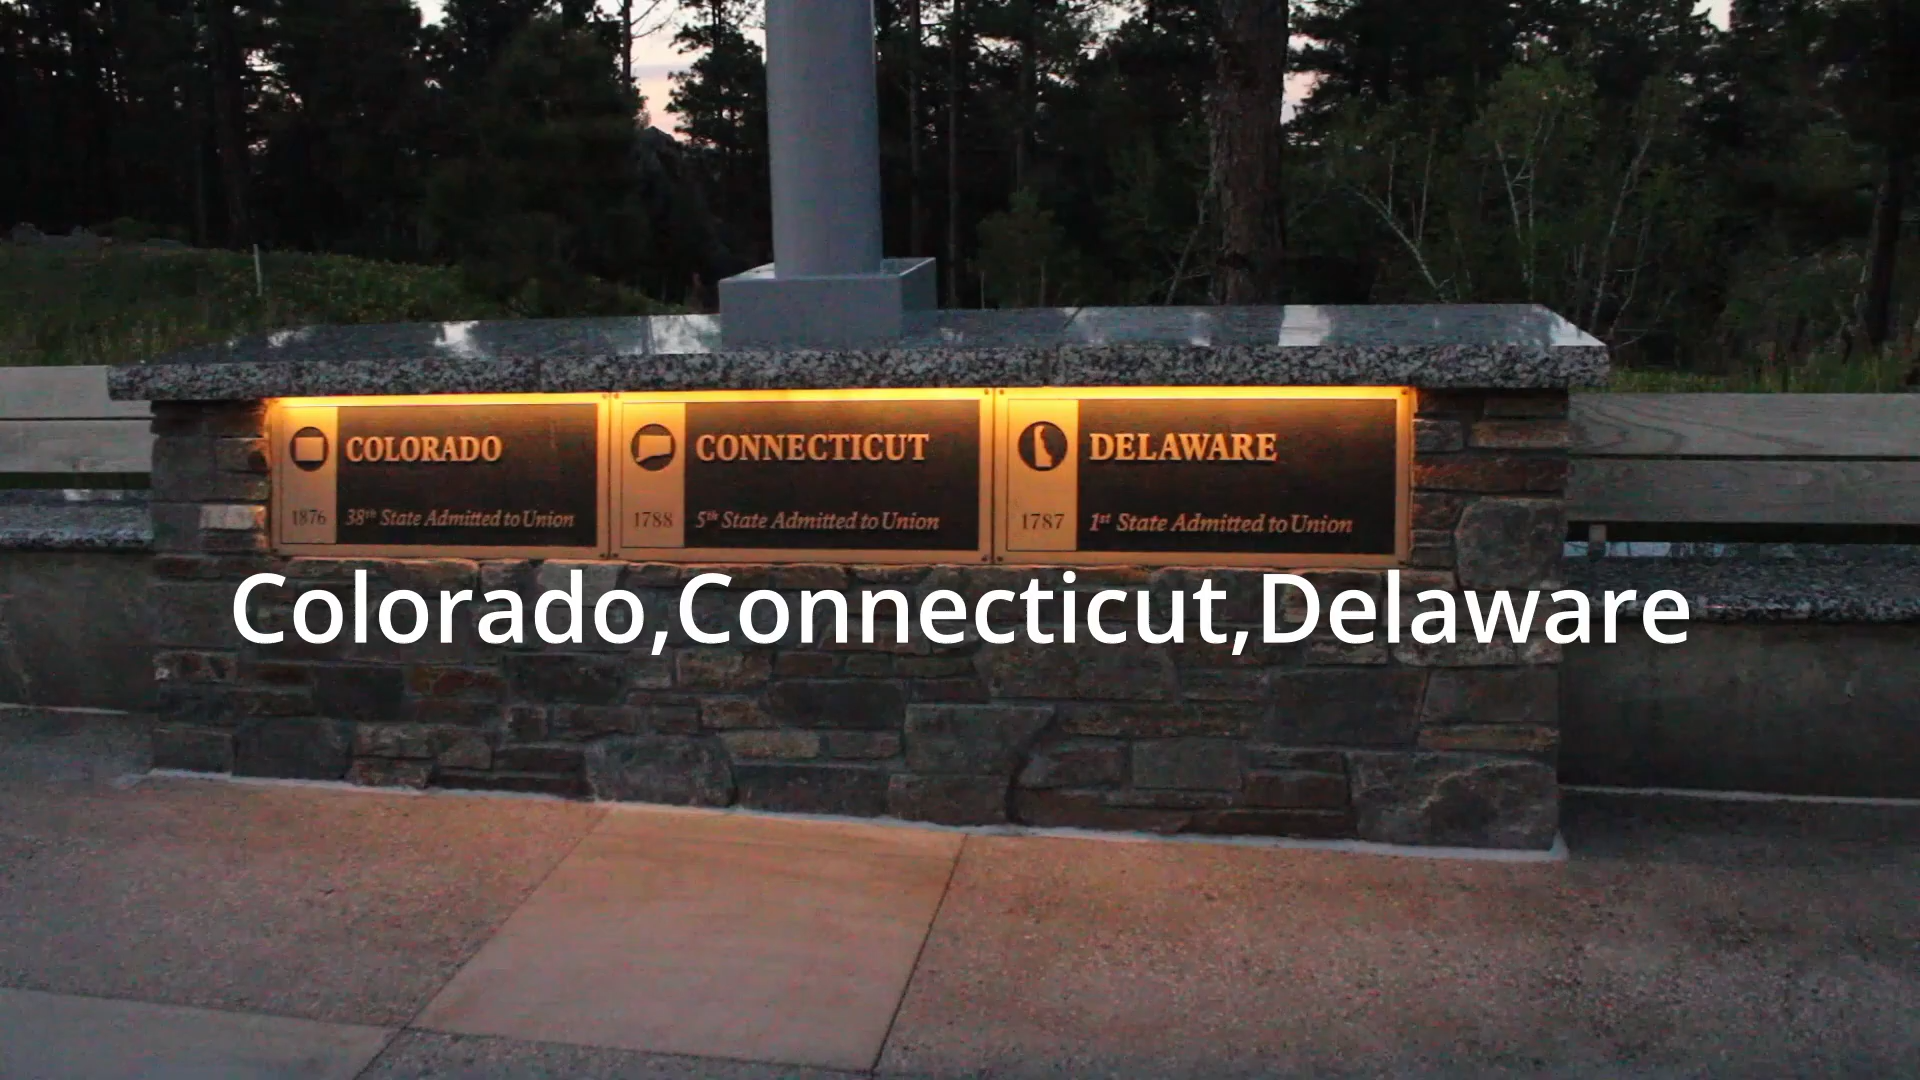 COLORADO
1876 38th State Admitted to Union
CONNECTICUT
1788 5th State Admitted to Union
DELAWARE
1787 1st State Admitted to Union
Colorado,Connecticut,Delaware